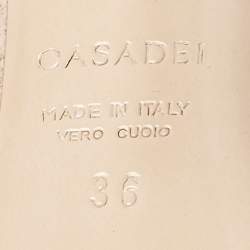 CASADEI
MADE IN ITALY
VERO CUOIO
36